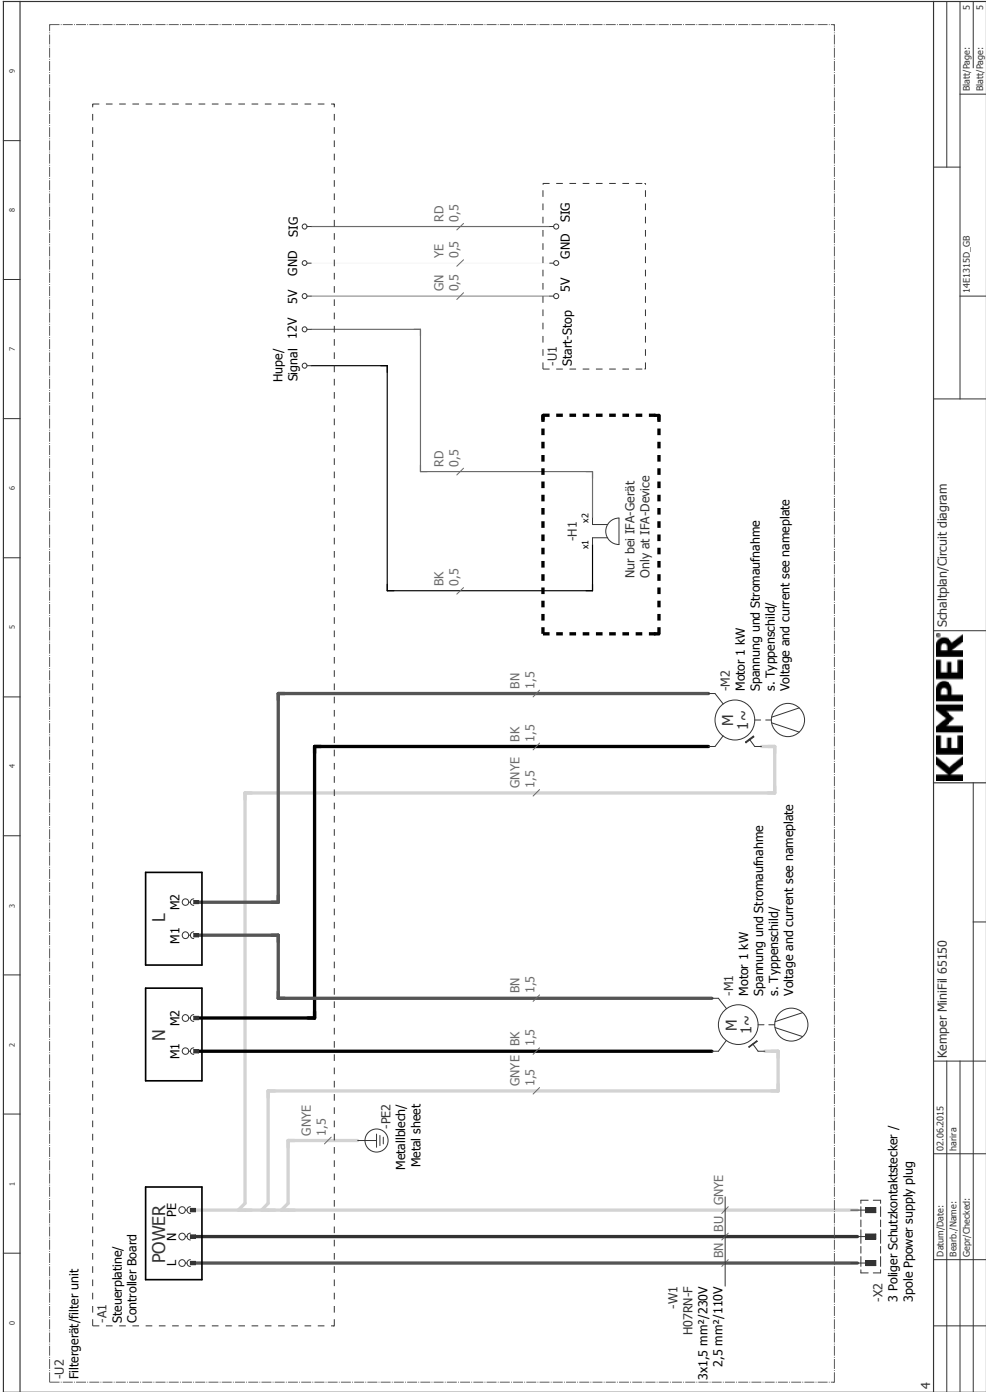 0 1 2 3 4 5 6 7 8 9
-U2
Filtergerät/filter unit
-A1
Steuerplatine/
Controller Board
POWER
L N PE
N
M1 M2
L
M1 M2
Hupe/
Signal 12V 5V GND SIG
GNYE
1,5
-PE2
Metallblech/
Metal sheet
GNYE
1,5
BK
1,5
BN
1,5
GNYE
1,5
BK
1,5
BN
1,5
BK
0,5
RD
0,5
GN
0,5
YE
0,5
RD
0,5
-U1
Start-Stop
5V GND SIG
-H1
x1 x2
Nur bei IFA-Gerät
Only at IFA-Device
-M1
M
1~
Motor 1 kW
Spannung und Stromaufnahme
s. Typpenschild/
Voltage and current see nameplate
-M2
M
1~
Motor 1 kW
Spannung und Stromaufnahme
s. Typpenschild/
Voltage and current see nameplate
-W1
H07RN-F
3x1,5 mm²/230V
2,5 mm²/110V
BN BU GNYE
-X2
3 Poliger Schutzkontaktstecker /
3pole Ppower supply plug
4
Datum/Date: 02.06.2015
Bearb./Name: harira
Gepr/Checked:
Kemper MiniFil 65150
KEMPER®
Schaltplan/Circuit diagram
14E1315D_GB
Blatt/Page: 5
Blatt/Page: 5